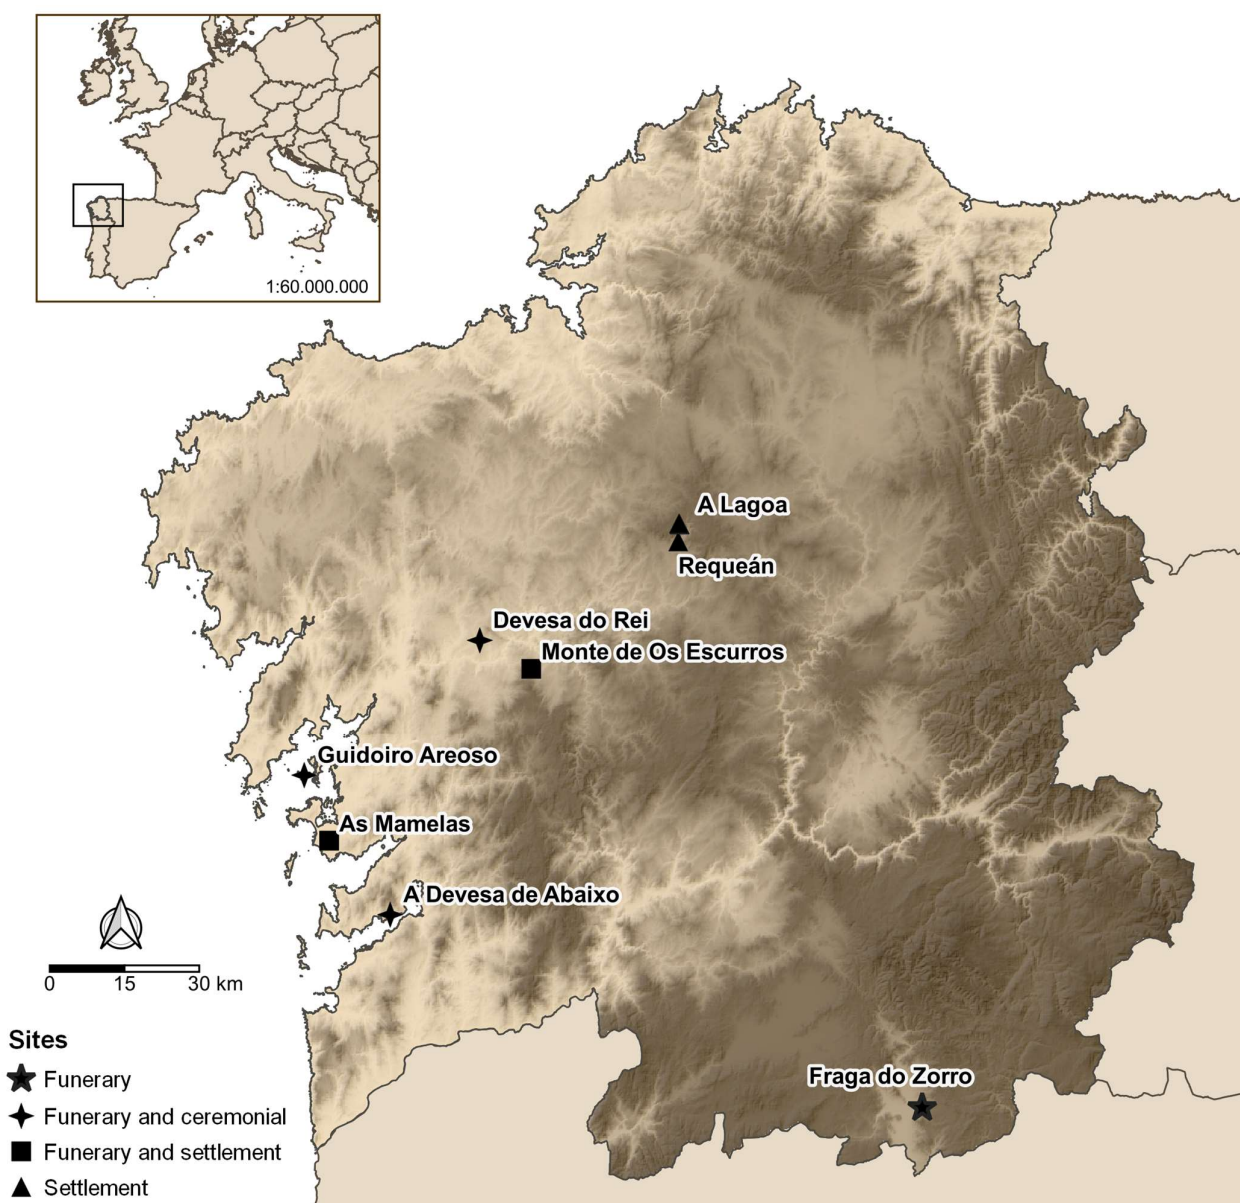 1:60.000.000
A Lagoa
Requeán
Devesa do Rei
Monte de Os Escurros
Guidoiro Areoso
As Mamelas
A Devesa de Abaixo
0 15 30 km
Fraga do Zorro
Sites
Funerary
Funerary and ceremonial
Funerary and settlement
Settlement